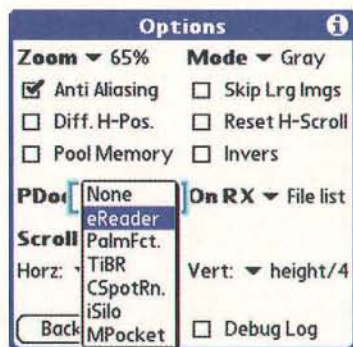 Options
Zoom 65% Mode Gray
Anti Aliasing Skip Lrg Imgs
Diff. H-Pos. Reset H-Scroll
Pool Memory Invers
PDoc None On RX File list
eReader
Scroll PalmFct.
TiBR
Horz: CSpotRn. Vert: height/4
iSilo
Back MPocket Debug Log